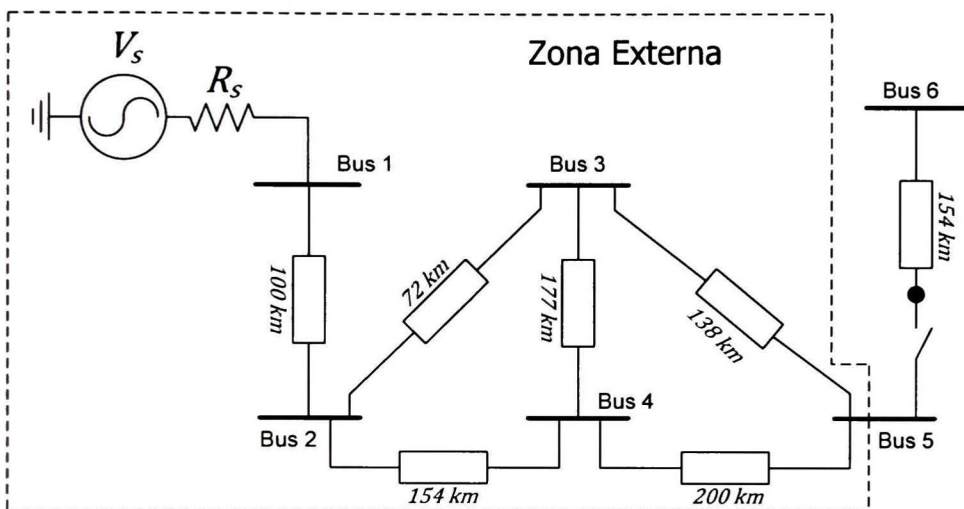 V_s
R_s
Zona Externa
Bus 6
Bus 1
Bus 3
154 km
100 km
72 km
177 km
138 km
Bus 2
Bus 4
Bus 5
154 km
200 km